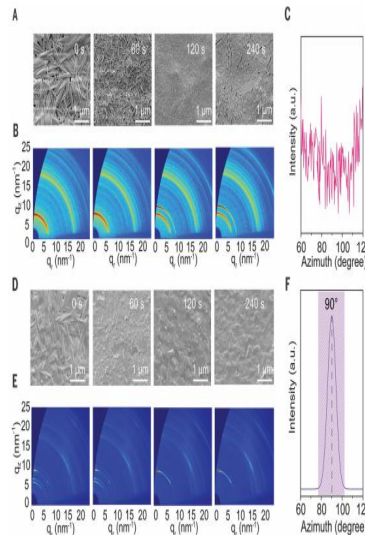 A
0 s
60 s
120 s
240 s
1 μm
1 μm
1 μm
1 μm
B
25
20
15
10
5
0
qz (nm⁻¹)
0 5 10 15 20
0 5 10 15 20
0 5 10 15 20
0 5 10 15 20
qr (nm⁻¹)
qr (nm⁻¹)
qr (nm⁻¹)
qr (nm⁻¹)
C
Intensity (a.u.)
60 80 100 120
Azimuth (degree)
D
0 s
60 s
120 s
240 s
1 μm
1 μm
1 μm
1 μm
E
25
20
15
10
5
0
qz (nm⁻¹)
0 5 10 15 20
0 5 10 15 20
0 5 10 15 20
0 5 10 15 20
qr (nm⁻¹)
qr (nm⁻¹)
qr (nm⁻¹)
qr (nm⁻¹)
F
90°
Intensity (a.u.)
60 80 100 120
Azimuth (degree)